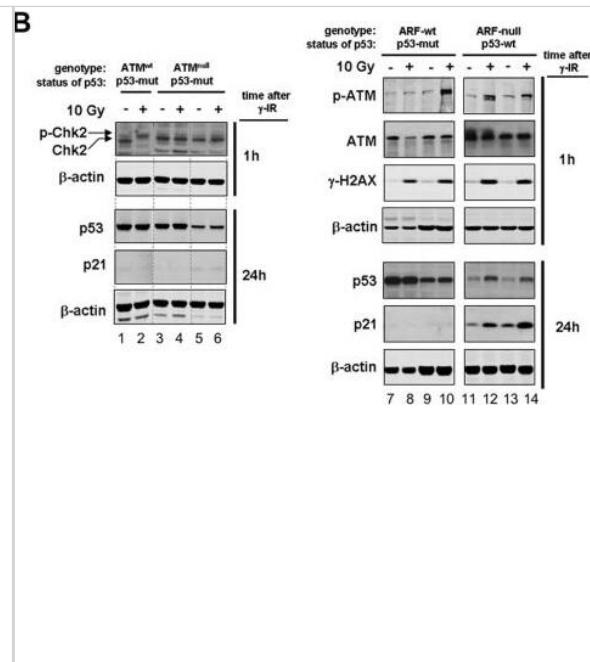 B
genotype: ATMwt ATMnull
status of p53: p53-mut p53-mut
time after
γ-IR
10 Gy - + - + - +
p-Chk2
Chk2
1h
β-actin
p53
p21
24h
β-actin
1 2 3 4 5 6
genotype: ARF-wt ARF-null
status of p53: p53-mut p53-wt
time after
γ-IR
10 Gy - + - + - + - +
p-ATM
ATM
1h
γ-H2AX
β-actin
p53
p21
24h
β-actin
7 8 9 10 11 12 13 14